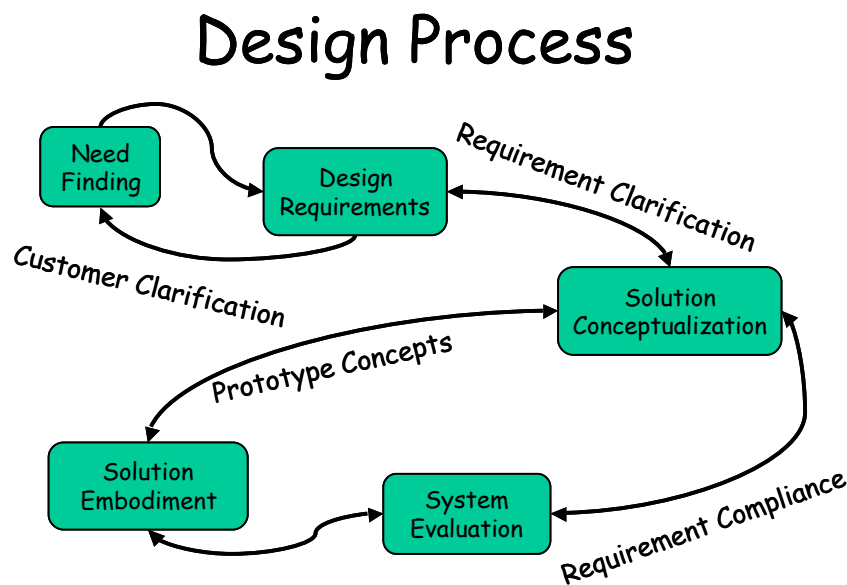 Design Process
Need
Finding
Design
Requirements
Requirement Clarification
Customer Clarification
Solution
Conceptualization
Prototype Concepts
Solution
Embodiment
System
Evaluation
Requirement Compliance